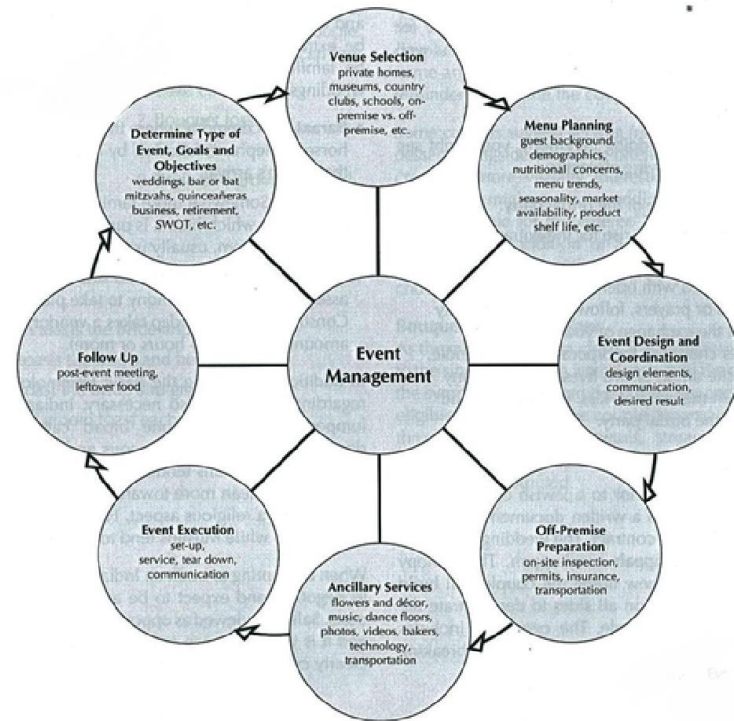 Venue Selection
private homes,
museums, country
clubs, schools, on-
premise vs. off-
premise, etc.
Menu Planning
guest background,
demographics,
nutritional concerns,
menu trends,
seasonality, market
availability, product
shelf life, etc.
Event Design and
Coordination
design elements,
communication,
desired result
Off-Premise
Preparation
on-site inspection,
permits, insurance,
transportation
Ancillary Services
flowers and décor,
music, dance floors,
photos, videos, bakers,
technology,
transportation
Event Execution
set-up,
service, tear down,
communication
Follow Up
post-event meeting,
leftover food
Determine Type of
Event, Goals and
Objectives
weddings, bar or bat
mitzvahs, quinceañeras
business, retirement,
SWOT, etc.
Event
Management